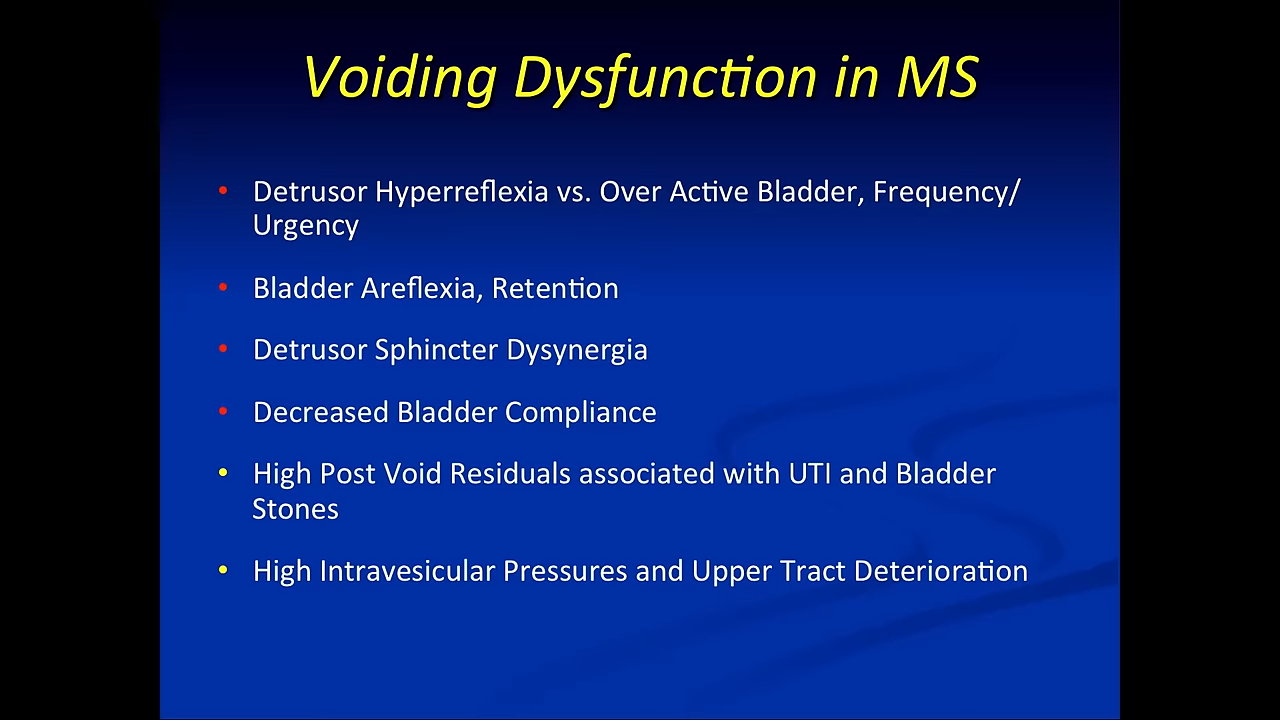 Voiding Dysfunction in MS
• Detrusor Hyperreflexia vs. Over Active Bladder, Frequency/
Urgency
• Bladder Areflexia, Retention
• Detrusor Sphincter Dysynergia
• Decreased Bladder Compliance
• High Post Void Residuals associated with UTI and Bladder
Stones
• High Intravesicular Pressures and Upper Tract Deterioration